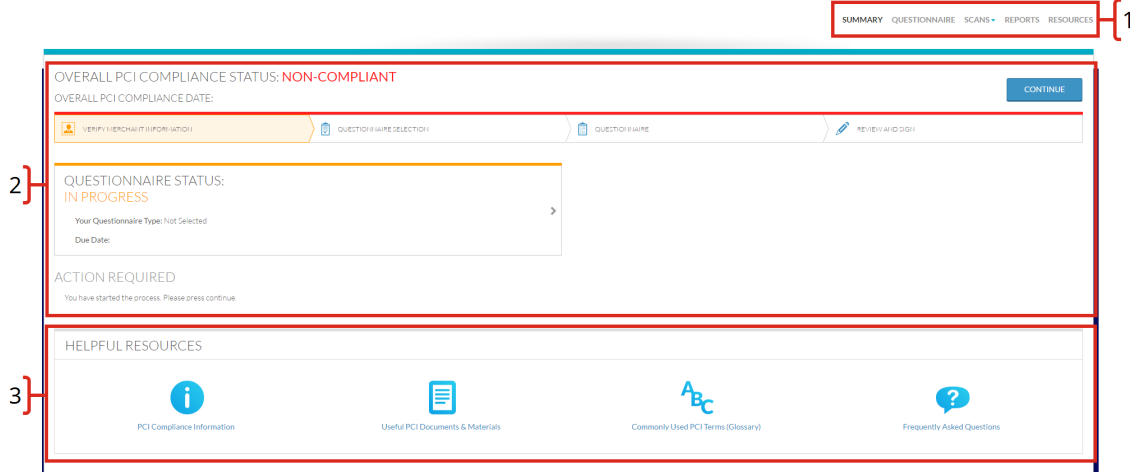 SUMMARY QUESTIONNAIRE SCANS REPORTS RESOURCES
1
OVERALL PCI COMPLIANCE STATUS: NON-COMPLIANT
CONTINUE
OVERALL PCI COMPLIANCE DATE:
VERIFY MERCHANT INFORMATION QUESTIONNAIRE SELECTION QUESTIONNAIRE REVIEW AND SIGN
2
QUESTIONNAIRE STATUS:
IN PROGRESS
Your Questionnaire Type: Not Selected
Due Date:
ACTION REQUIRED
You have started the process. Please press continue.
HELPFUL RESOURCES
3
i ABC ?
PCI Compliance Information Useful PCI Documents & Materials Commonly Used PCI Terms (Glossary) Frequently Asked Questions